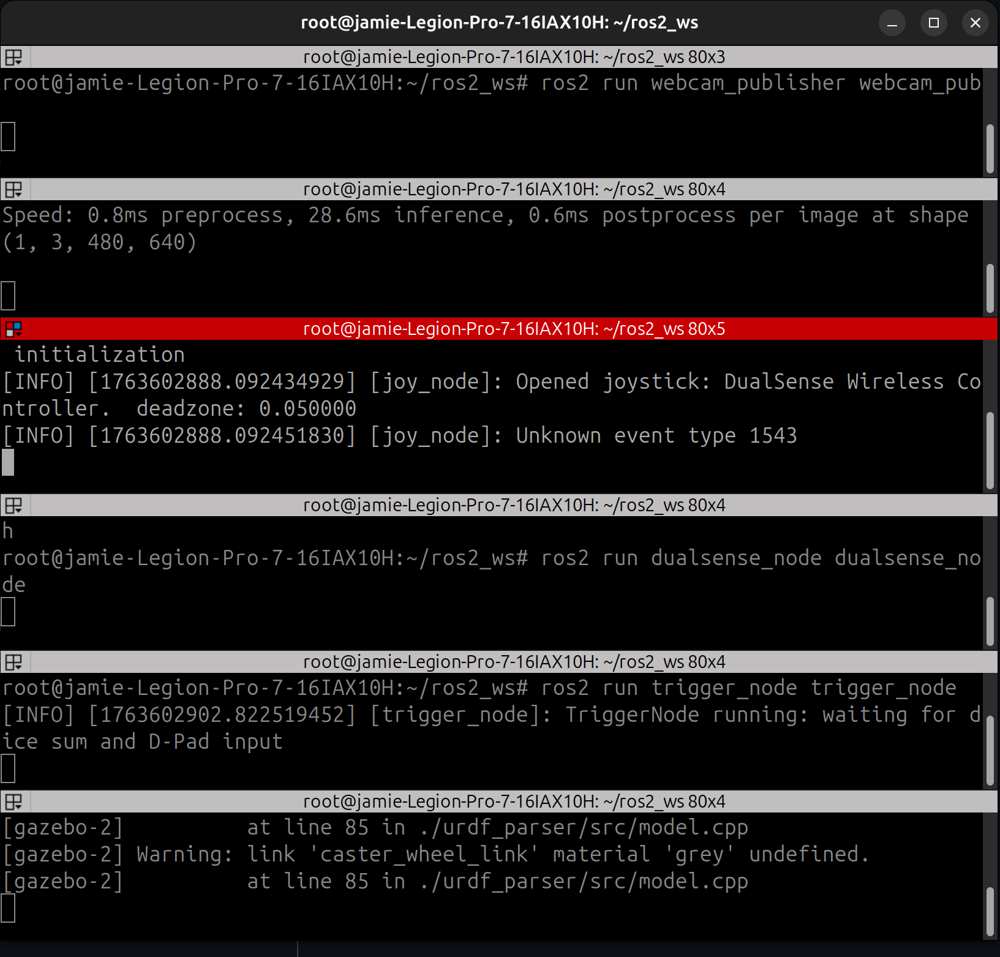 root@jamie-Legion-Pro-7-16IAX10H: ~/ros2_ws
root@jamie-Legion-Pro-7-16IAX10H: ~/ros2_ws 80x3
root@jamie-Legion-Pro-7-16IAX10H:~/ros2_ws# ros2 run webcam_publisher webcam_pub
root@jamie-Legion-Pro-7-16IAX10H: ~/ros2_ws 80x4
Speed: 0.8ms preprocess, 28.6ms inference, 0.6ms postprocess per image at shape
(1, 3, 480, 640)
root@jamie-Legion-Pro-7-16IAX10H: ~/ros2_ws 80x5
 initialization
[INFO] [1763602888.092434929] [joy_node]: Opened joystick: DualSense Wireless Co
ntroller.  deadzone: 0.050000
[INFO] [1763602888.092451830] [joy_node]: Unknown event type 1543
root@jamie-Legion-Pro-7-16IAX10H: ~/ros2_ws 80x4
h
root@jamie-Legion-Pro-7-16IAX10H:~/ros2_ws# ros2 run dualsense_node dualsense_no
de
root@jamie-Legion-Pro-7-16IAX10H: ~/ros2_ws 80x4
root@jamie-Legion-Pro-7-16IAX10H:~/ros2_ws# ros2 run trigger_node trigger_node
[INFO] [1763602902.822519452] [trigger_node]: TriggerNode running: waiting for d
ice sum and D-Pad input
root@jamie-Legion-Pro-7-16IAX10H: ~/ros2_ws 80x4
[gazebo-2]          at line 85 in ./urdf_parser/src/model.cpp
[gazebo-2] Warning: link 'caster_wheel_link' material 'grey' undefined.
[gazebo-2]          at line 85 in ./urdf_parser/src/model.cpp